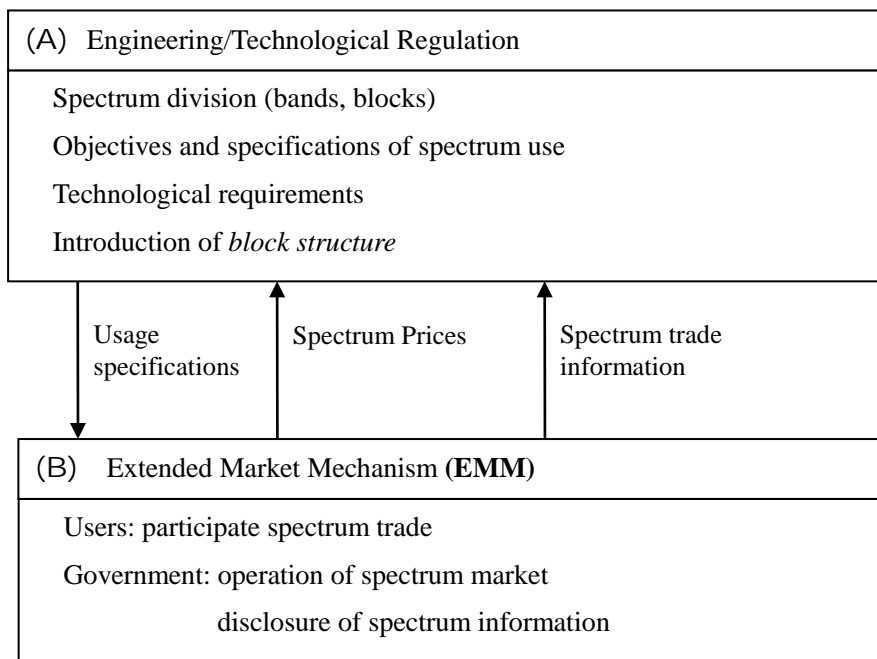 (A) Engineering/Technological Regulation
Spectrum division (bands, blocks)
Objectives and specifications of spectrum use
Technological requirements
Introduction of block structure
Usage
specifications
Spectrum Prices
Spectrum trade
information
(B) Extended Market Mechanism (EMM)
Users: participate spectrum trade
Government: operation of spectrum market
disclosure of spectrum information